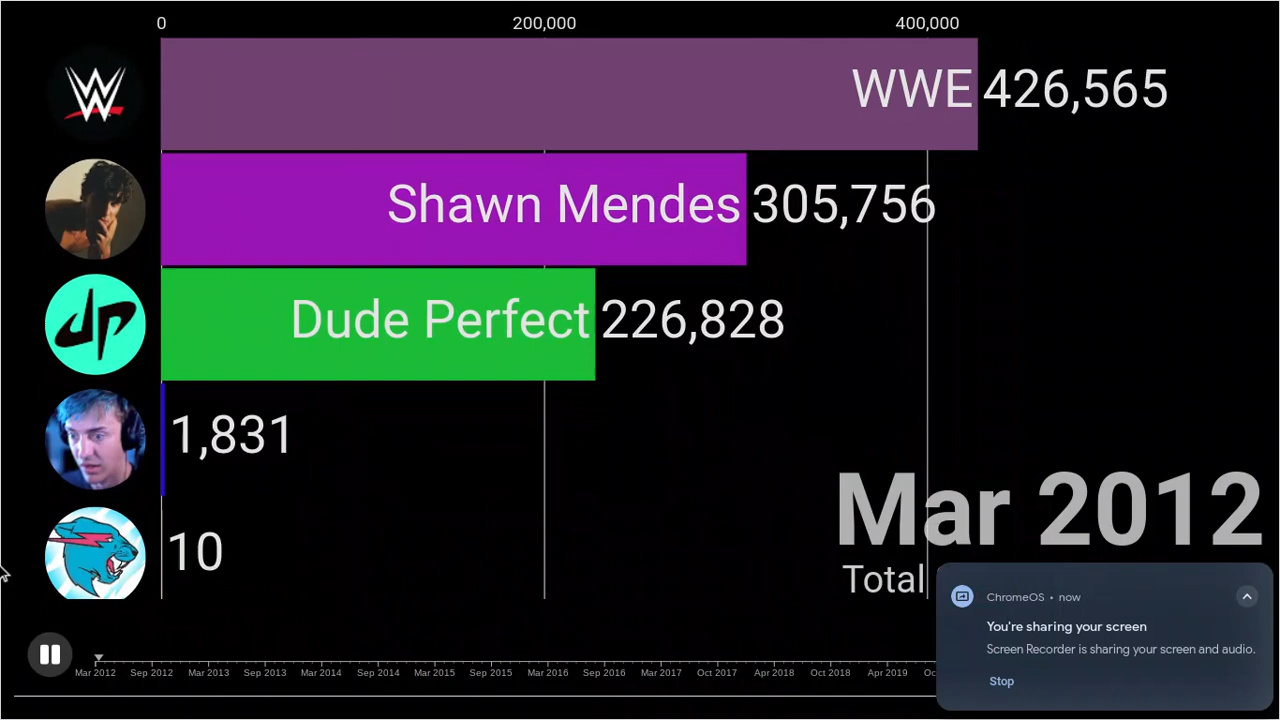 0 200,000 400,000
WWE 426,565
Shawn Mendes 305,756
dp
Dude Perfect 226,828
1,831
10
Mar 2012
Total
ChromeOS • now
You're sharing your screen
Screen Recorder is sharing your screen and audio.
Stop
Mar 2012 Sep 2012 Mar 2013 Sep 2013 Mar 2014 Sep 2014 Mar 2015 Sep 2015 Mar 2016 Sep 2016 Mar 2017 Oct 2017 Apr 2018 Oct 2018 Apr 2019